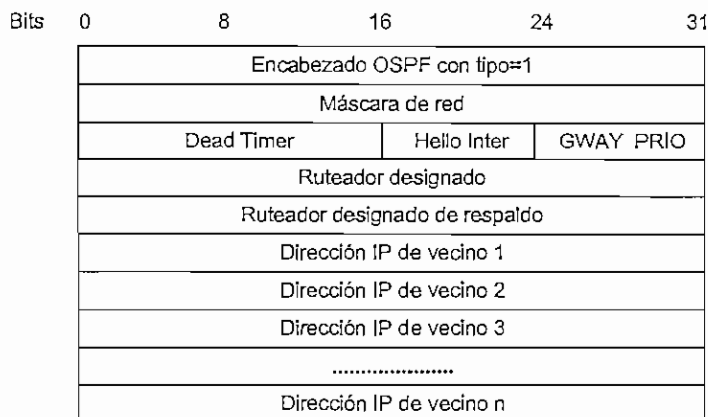 Bits 0 8 16 24 31
Encabezado OSPF con tipo=1
Máscara de red
Dead Timer Hello Inter GWAY PRIO
Ruteador designado
Ruteador designado de respaldo
Dirección IP de vecino 1
Dirección IP de vecino 2
Dirección IP de vecino 3
.....................
Dirección IP de vecino n